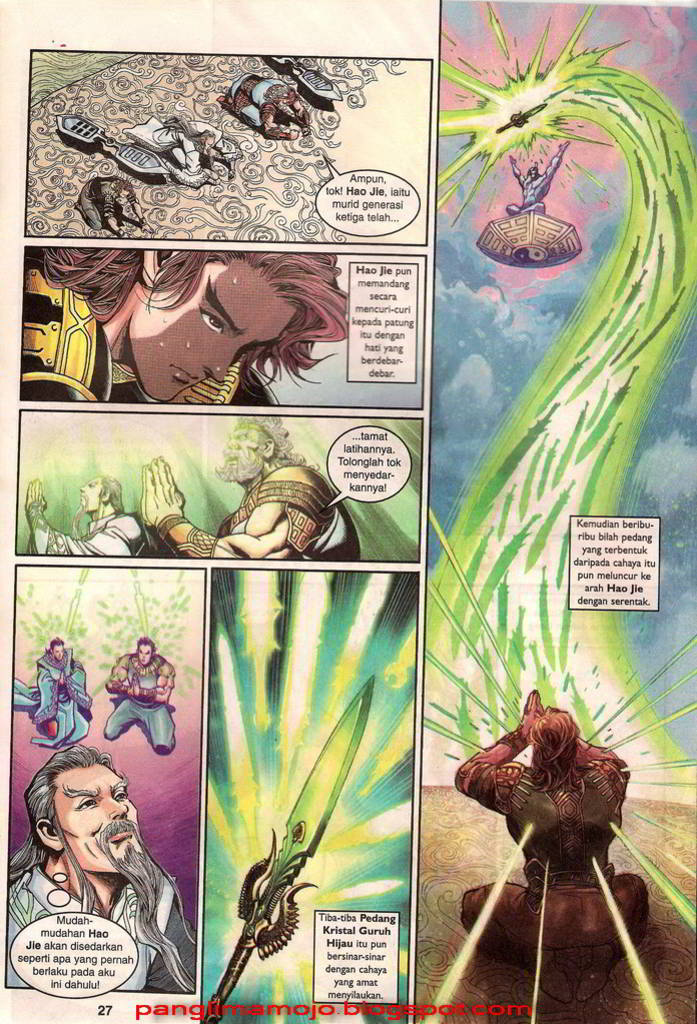 Ampun,
tok! Hao Jie, iaitu
murid generasi
ketiga telah...
Hao Jie pun
memandang
secara
mencuri-curi
kepada patung
itu dengan
hati yang
berdebar-
debar.
...tamat
latihannya.
Tolonglah tok
menyedar-
kannya!
Mudah-
mudahan Hao
Jie akan disedarkan
seperti apa yang pernah
berlaku pada aku
ini dahulu!
Tiba-tiba Pedang
Kristal Guruh
Hijau itu pun
bersinar-sinar
dengan cahaya
yang amat
menyilaukan.
Kemudian beribu-
ribu bilah pedang
yang terbentuk
daripada cahaya itu
pun meluncur ke
arah Hao Jie
dengan serentak.
27
panglimamojo.blogspot.com